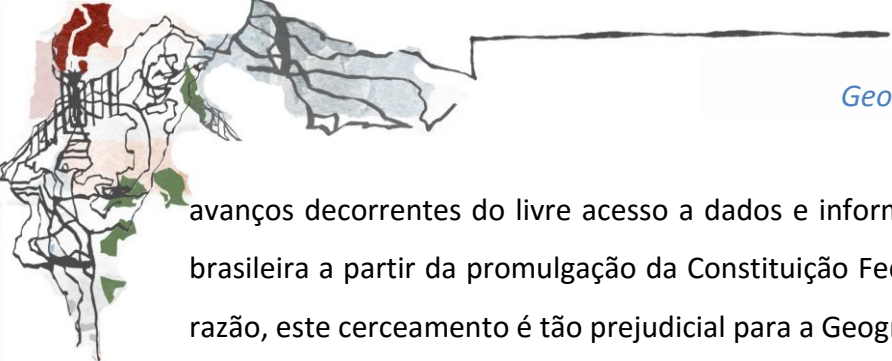 Geo
avanços decorrentes do livre acesso a dados e inform
brasileira a partir da promulgação da Constituição Fe
razão, este cerceamento é tão prejudicial para a Geogr